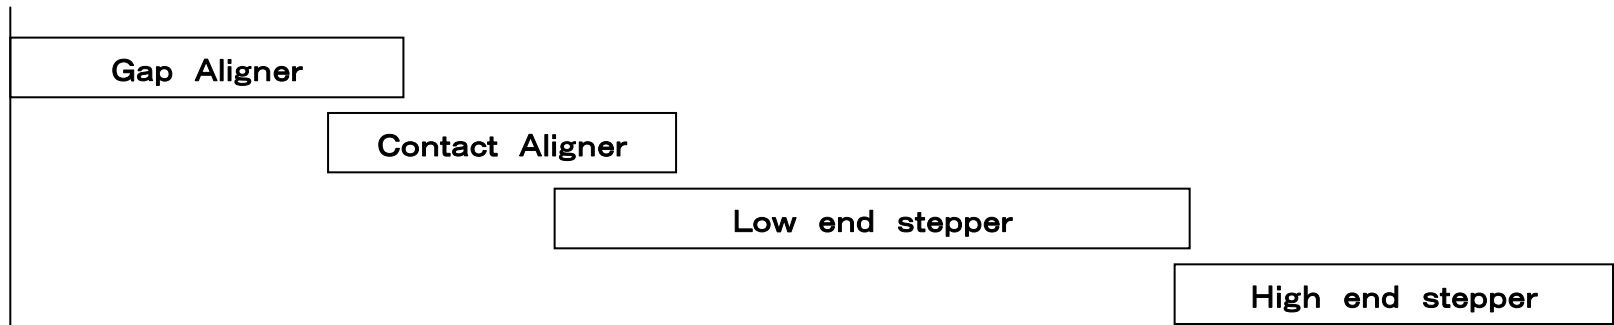 Gap Aligner
Contact Aligner
Low end stepper
High end stepper